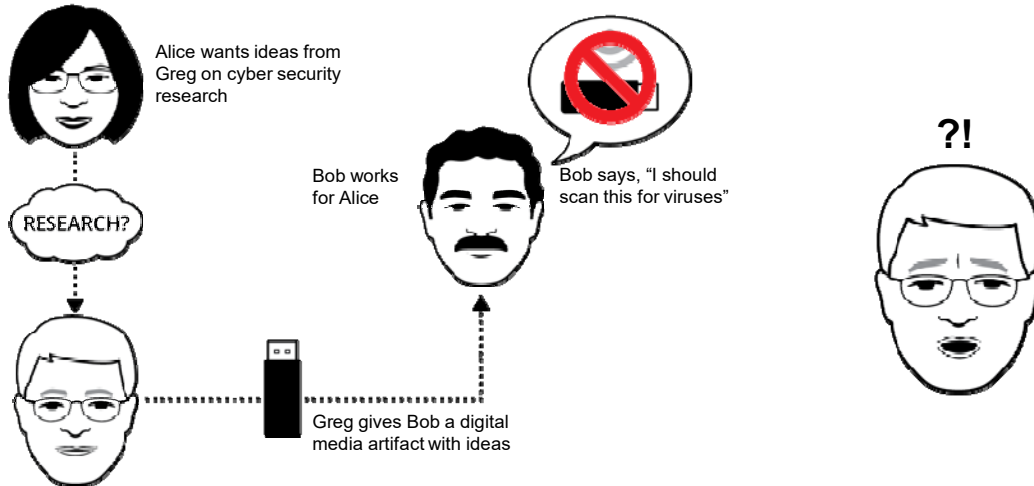 Alice wants ideas from
Greg on cyber security
research
RESEARCH?
Bob works
for Alice
Bob says, “I should
scan this for viruses”
?!
Greg gives Bob a digital
media artifact with ideas